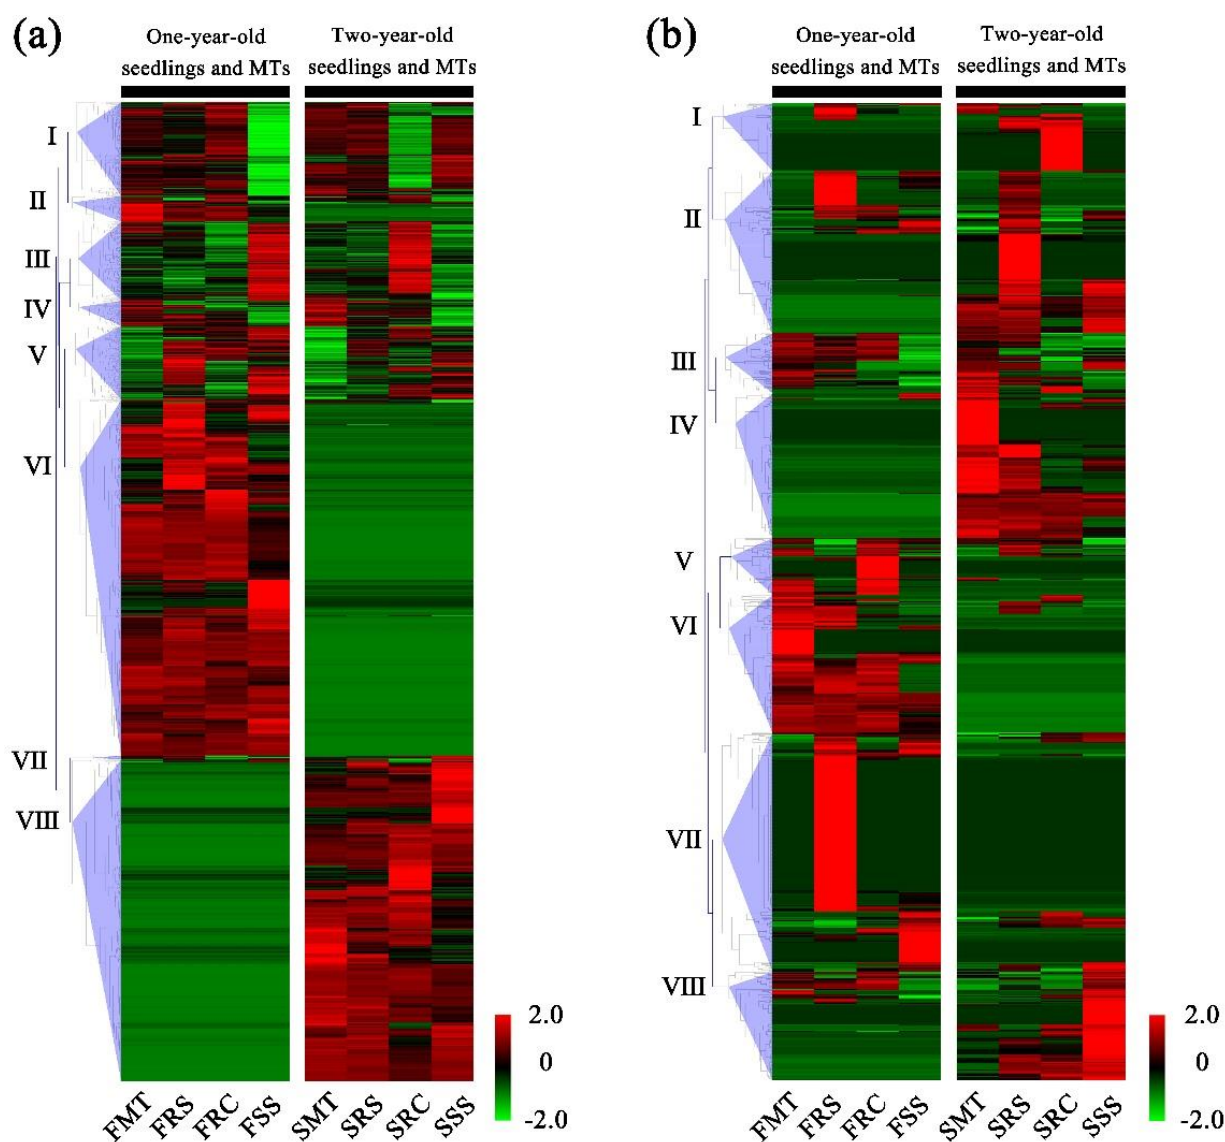 (a)
One-year-old
seedlings and MTs
Two-year-old
seedlings and MTs
I
II
III
IV
V
VI
VII
VIII
2.0
0
-2.0
FMT FRS FRC FSS SMT SRS SRC SSS
(b)
One-year-old
seedlings and MTs
Two-year-old
seedlings and MTs
I
II
III
IV
V
VI
VII
VIII
2.0
0
-2.0
FMT FRS FRC FSS SMT SRS SRC SSS